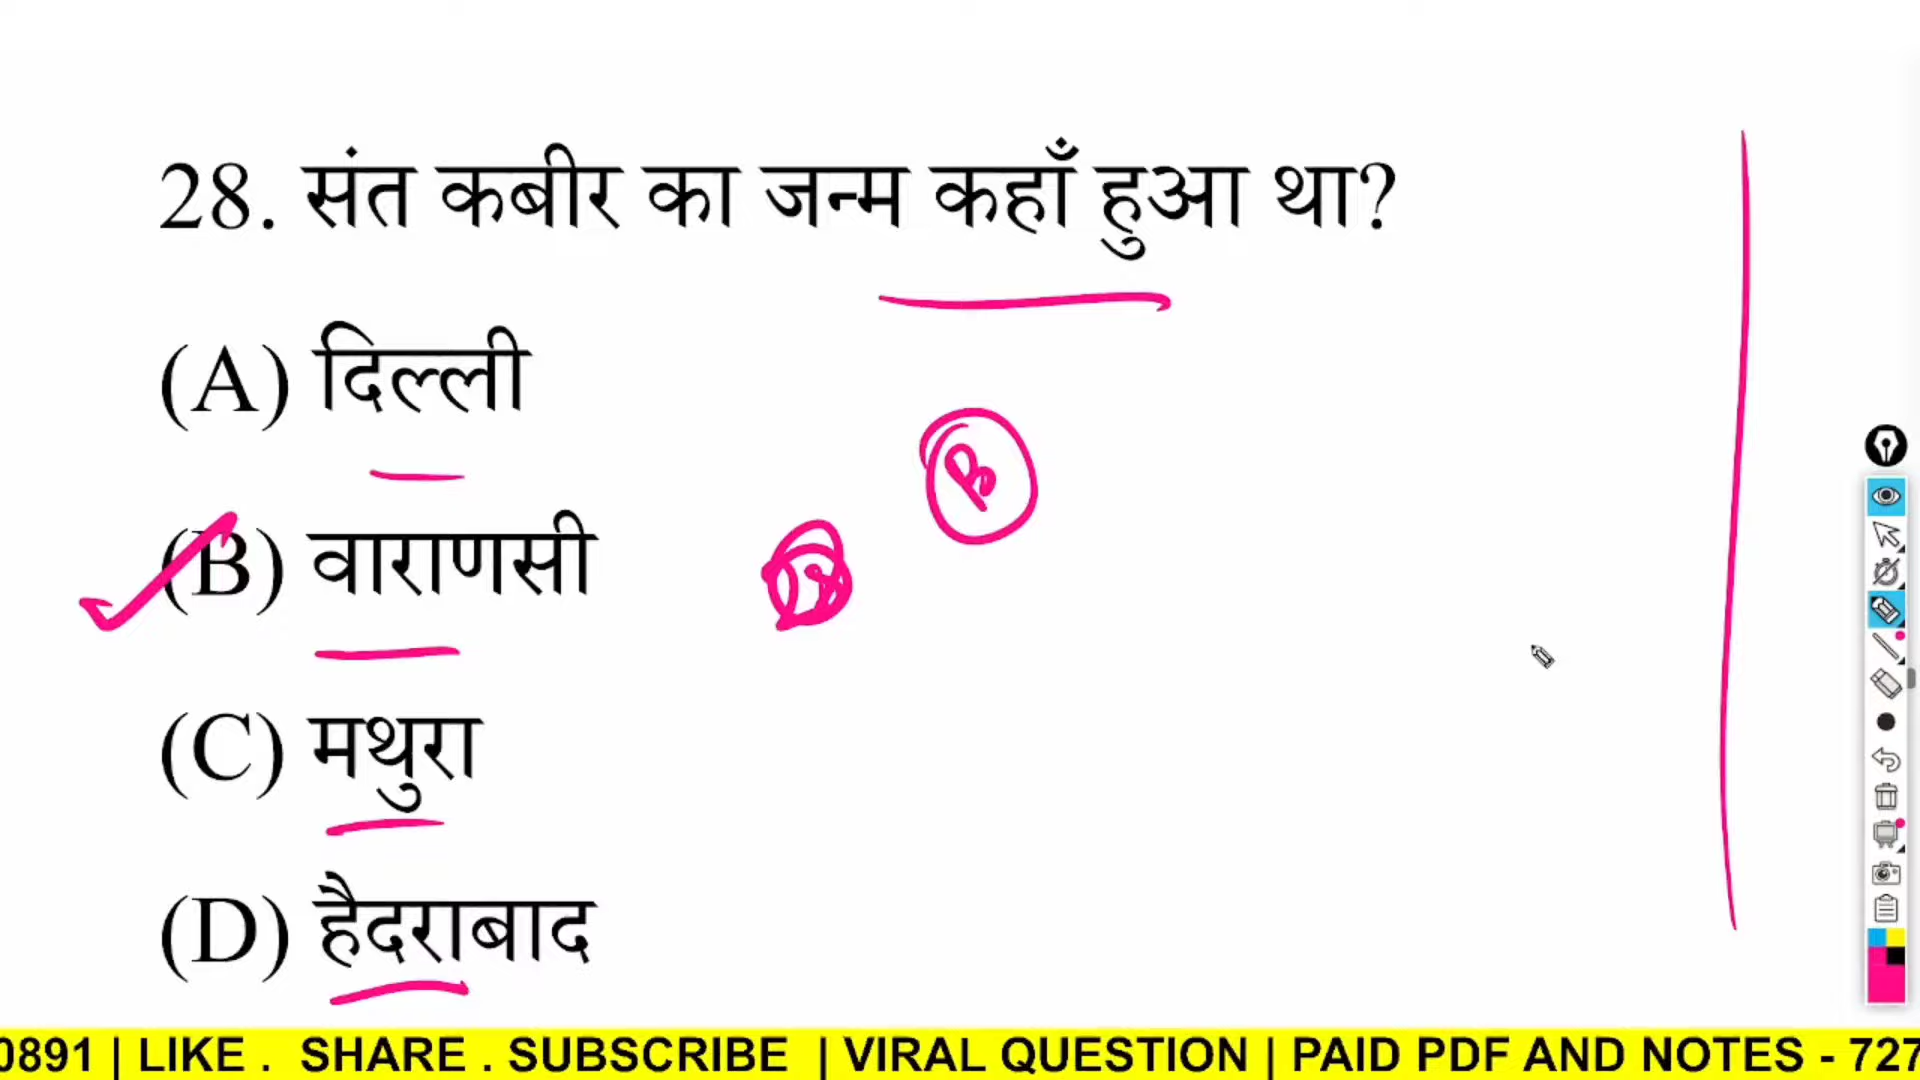 28. संत कबीर का जन्म कहाँ हुआ था?
(A) दिल्ली
B
(B) वाराणसी
(C) मथुरा
(D) हैदराबाद
0891 | LIKE . SHARE . SUBSCRIBE | VIRAL QUESTION | PAID PDF AND NOTES - 727